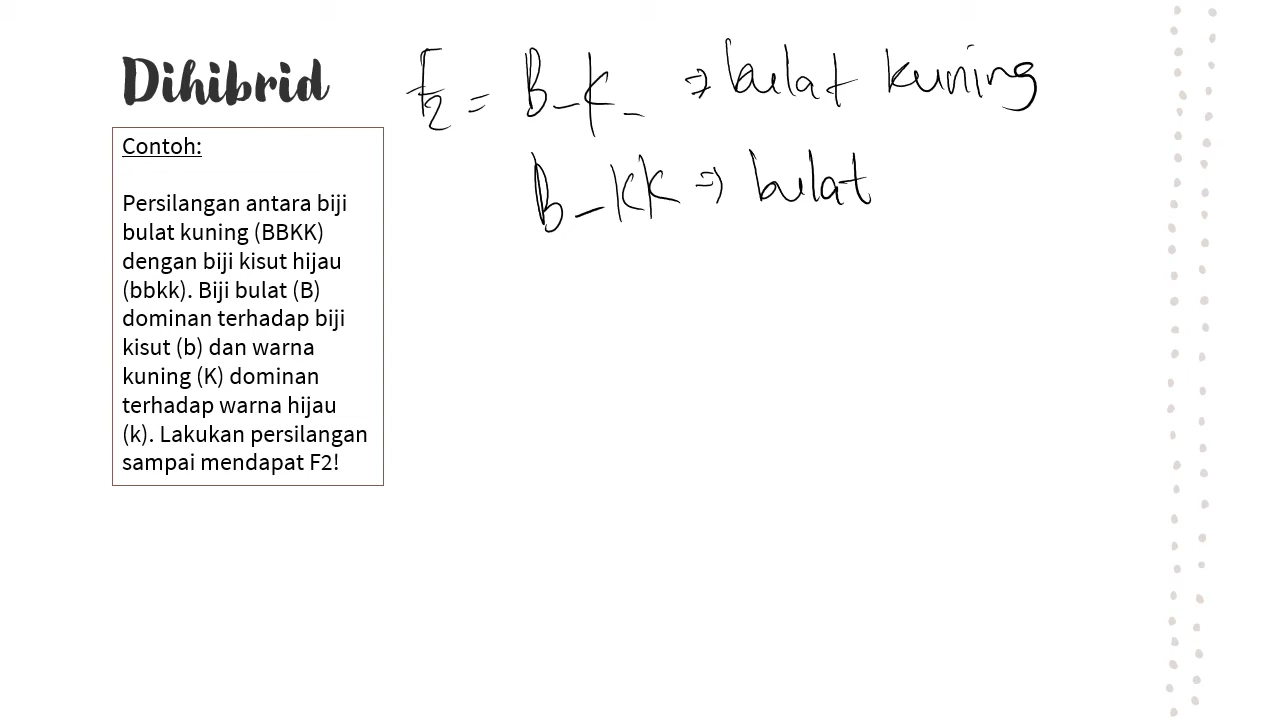 Dihibrid
Contoh:
Persilangan antara biji
bulat kuning (BBKK)
dengan biji kisut hijau
(bbkk). Biji bulat (B)
dominan terhadap biji
kisut (b) dan warna
kuning (K) dominan
terhadap warna hijau
(k). Lakukan persilangan
sampai mendapat F2!
F2 = B_K_ => bulat kuning
B_kk => bulat